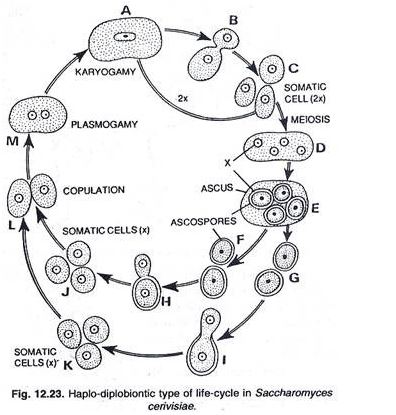 A
B
KARYOGAMY
C
2x
SOMATIC
CELL (2x)
MEIOSIS
M
PLASMOGAMY
D
X
ASCUS
E
COPULATION
ASCOSPORES
L
SOMATIC CELLS (x)
F
G
J
H
SOMATIC
CELLS (x)
K
I
Fig. 12.23. Haplo-diplobiontic type of life-cycle in Saccharomyces
cerivisiae.